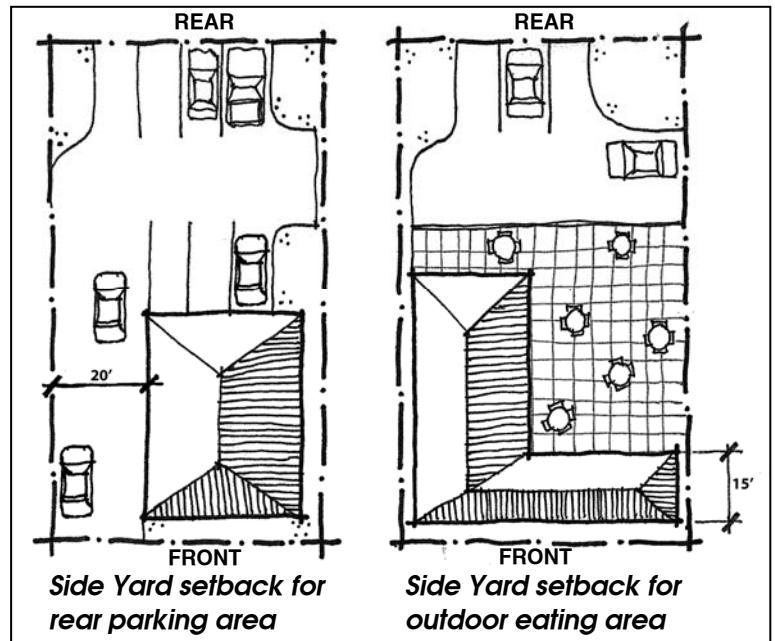 REAR
20'
FRONT
Side Yard setback for
rear parking area
REAR
15'
FRONT
Side Yard setback for
outdoor eating area